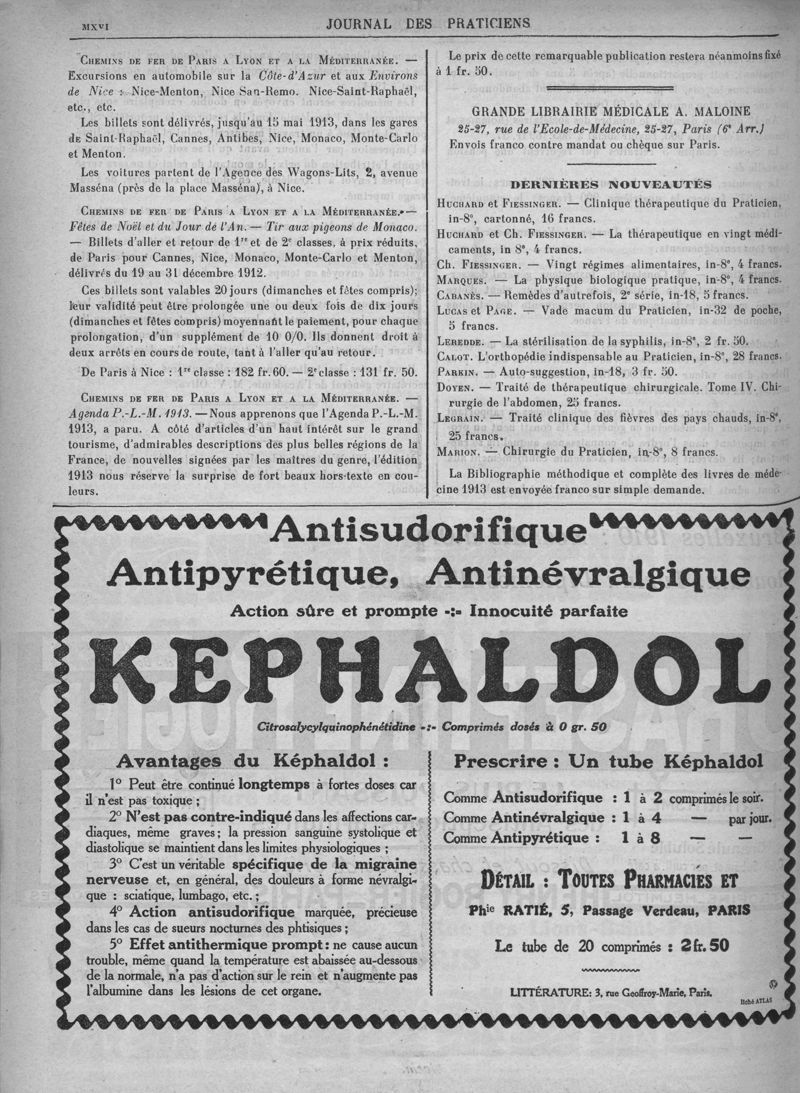 MXVI
JOURNAL DES PRATICIENS
CHEMINS DE FER DE PARIS A LYON ET A LA MÉDITERRANÉE. —
Excursions en automobile sur la Côte-d'Azur et aux Environs
de Nice : Nice-Menton, Nice San-Remo. Nice-Saint-Raphaël,
etc., etc.
Les billets sont délivrés, jusqu'au 15 mai 1913, dans les gares
de Saint-Raphaël, Cannes, Antibes, Nice, Monaco, Monte-Carlo
et Menton.
Les voitures partent de l'Agence des Wagons-Lits, 2, avenue
Masséna (près de la place Masséna), à Nice.
CHEMINS DE FER DE PARIS A LYON ET A LA MÉDITERRANÉE. —
Fêtes de Noël et du Jour de l'An. — Tir aux pigeons de Monaco.
— Billets d'aller et retour de 1re et de 2e classes, à prix réduits,
de Paris pour Cannes, Nice, Monaco, Monte-Carlo et Menton,
délivrés du 19 au 31 décembre 1912.
Ces billets sont valables 20 jours (dimanches et fêtes compris);
leur validité peut être prolongée une ou deux fois de dix jours
(dimanches et fêtes compris) moyennant le paiement, pour chaque
prolongation, d'un supplément de 10 0/0. Ils donnent droit à
deux arrêts en cours de route, tant à l'aller qu'au retour.
De Paris à Nice : 1re classe : 182 fr. 60. — 2e classe : 131 fr. 50.
CHEMINS DE FER DE PARIS A LYON ET A LA MÉDITERRANÉE. —
Agenda P.-L.-M. 1913. — Nous apprenons que l'Agenda P.-L.-M.
1913, a paru. A côté d'articles d'un haut intérêt sur le grand
tourisme, d'admirables descriptions des plus belles régions de la
France, de nouvelles signées par les maîtres du genre, l'édition
1913 nous réserve la surprise de fort beaux hors-texte en cou-
leurs.
Le prix de cette remarquable publication restera néanmoins fixé
à 1 fr. 50.
GRANDE LIBRAIRIE MÉDICALE A. MALOINE
25-27, rue de l'Ecole-de-Médecine, 25-27, Paris (6e Arr.)
Envois franco contre mandat ou chèque sur Paris.
DERNIÈRES NOUVEAUTÉS
HUCHARD et FIESSINGER. — Clinique thérapeutique du Praticien,
in-8°, cartonné, 16 francs.
HUCHARD et CH. FIESSINGER. — La thérapeutique en vingt médi-
caments, in 8°, 4 francs.
CH. FIESSINGER. — Vingt régimes alimentaires, in-8°, 4 francs.
MARQUES. — La physique biologique pratique, in-8°, 4 francs.
CABANÈS. — Remèdes d'autrefois, 2e série, in-18, 5 francs.
LUCAS et PAGE. — Vade macum du Praticien, in-32 de poche,
5 francs.
LEREDDE. — La stérilisation de la syphilis, in-8°, 2 fr. 50.
CALOT. L'orthopédie indispensable au Praticien, in-8°, 28 francs.
PARKIN. — Auto-suggestion, in-18, 3 fr. 50.
DOYEN. — Traité de thérapeutique chirurgicale. Tome IV. Chi-
rurgie de l'abdomen, 25 francs.
LEGRAIN. — Traité clinique des fièvres des pays chauds, in-8°,
25 francs.
MARION. — Chirurgie du Praticien, in-8°, 8 francs.
La Bibliographie méthodique et complète des livres de méde-
cine 1913 est envoyée franco sur simple demande.
Antisudorifique
Antipyrétique, Antinévralgique
Action sûre et prompte -:- Innocuité parfaite
KEPHALDOL
Citrosalycylquinophénétidine -:- Comprimés dosés à 0 gr. 50
Avantages du Képhaldol :
1° Peut être continué longtemps à fortes doses car
il n'est pas toxique ;
2° N'est pas contre-indiqué dans les affections car-
diaques, même graves ; la pression sanguine systolique et
diastolique se maintient dans les limites physiologiques ;
3° C'est un véritable spécifique de la migraine
nerveuse et, en général, des douleurs à forme névralgi-
que : sciatique, lumbago, etc. ;
4° Action antisudorifique marquée, précieuse
dans les cas de sueurs nocturnes des phtisiques ;
5° Effet antithermique prompt : ne cause aucun
trouble, même quand la température est abaissée au-dessous
de la normale, n'a pas d'action sur le rein et n'augmente pas
l'albumine dans les lésions de cet organe.
Prescrire : Un tube Képhaldol
Comme Antisudorifique : 1 à 2 comprimés le soir.
Comme Antinévralgique : 1 à 4 — par jour.
Comme Antipyrétique : 1 à 8 — —
DÉTAIL : TOUTES PHARMACIES ET
Phie RATIÉ, 5, Passage Verdeau, PARIS
Le tube de 20 comprimés : 2 fr. 50
LITTÉRATURE : 3, rue Geoffroy-Marie, Paris.
ATLAS